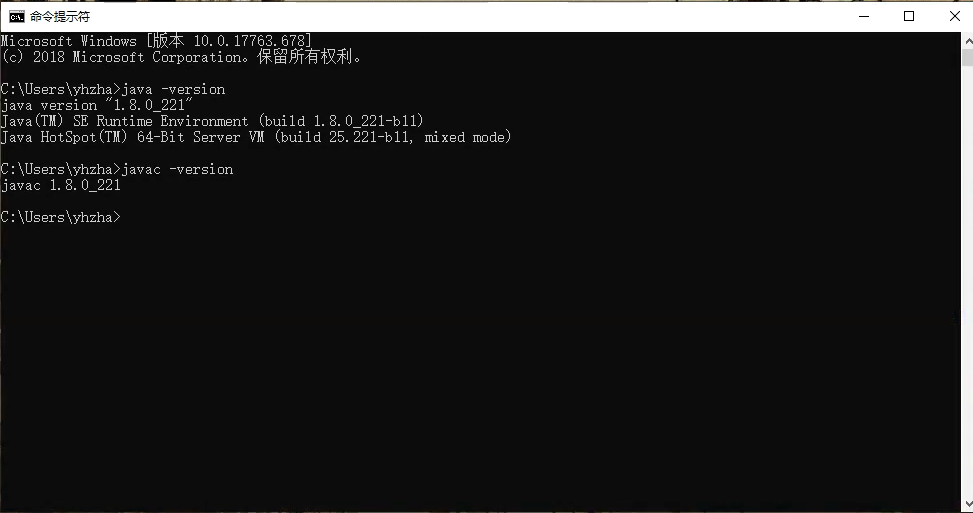 命令提示符
Microsoft Windows [版本 10.0.17763.678]
(c) 2018 Microsoft Corporation。保留所有权利。
C:\Users\yhzha>java -version
java version "1.8.0_221"
Java(TM) SE Runtime Environment (build 1.8.0_221-b11)
Java HotSpot(TM) 64-Bit Server VM (build 25.221-b11, mixed mode)
C:\Users\yhzha>javac -version
javac 1.8.0_221
C:\Users\yhzha>